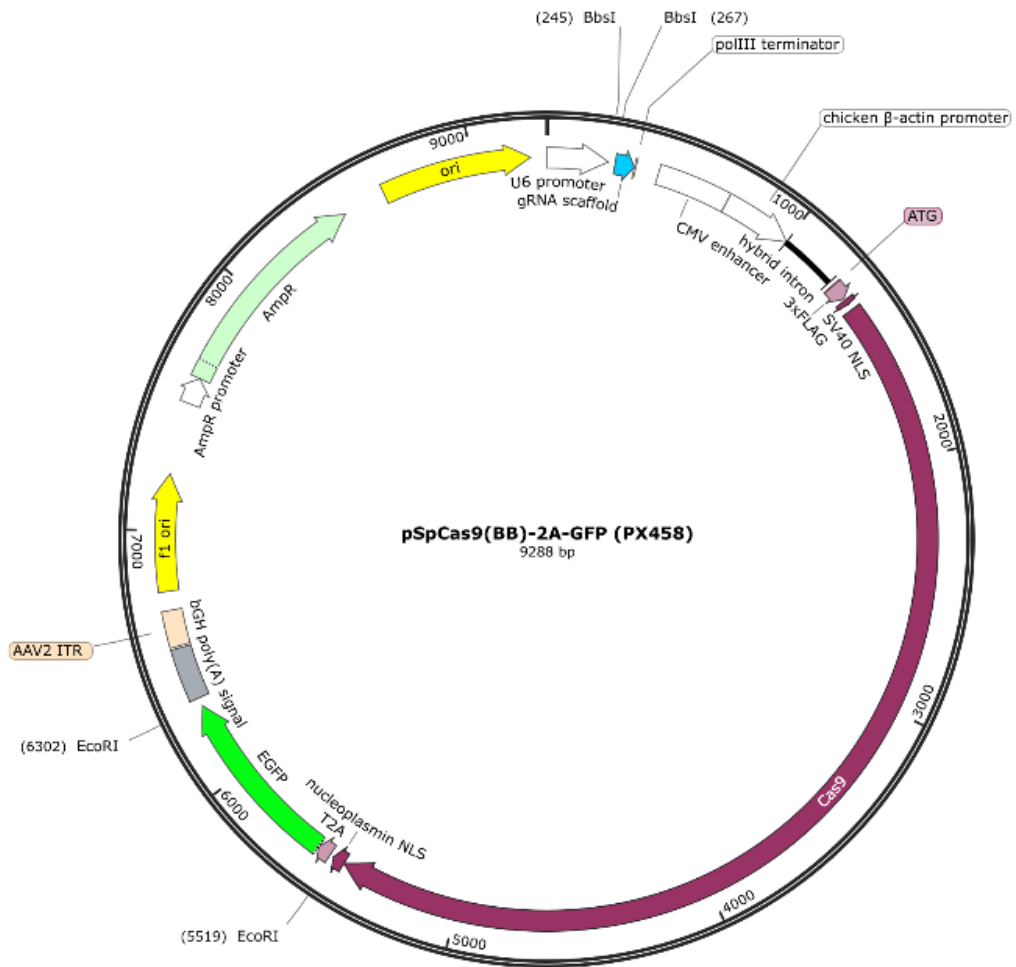 (245) BbsI
BbsI (267)
polIII terminator
chicken β-actin promoter
1000
ATG
9000
ori
U6 promoter
gRNA scaffold
CMV enhancer
hybrid intron
3xFLAG
SV40 NLS
8000
AmpR
AmpR promoter
2000
f1 ori
7000
pSpCas9(BB)-2A-GFP (PX458)
9288 bp
AAV2 ITR
bGH poly(A) signal
3000
(6302) EcoRI
EGFP
6000
T2A
nucleoplasmin NLS
Cas9
4000
(5519) EcoRI
5000